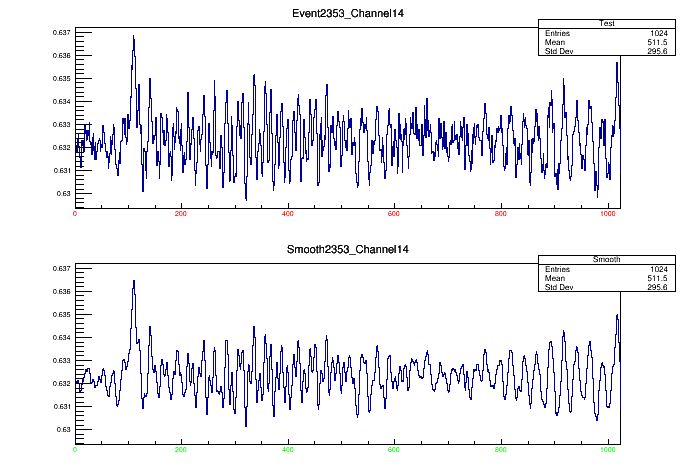 Event2353_Channel14
Test
Entries 1024
Mean 511.5
Std Dev 295.6
0.637
0.636
0.635
0.634
0.633
0.632
0.631
0.63
0 200 400 600 800 1000
Smooth2353_Channel14
Smooth
Entries 1024
Mean 511.5
Std Dev 295.6
0.637
0.636
0.635
0.634
0.633
0.632
0.631
0.63
0 200 400 600 800 1000